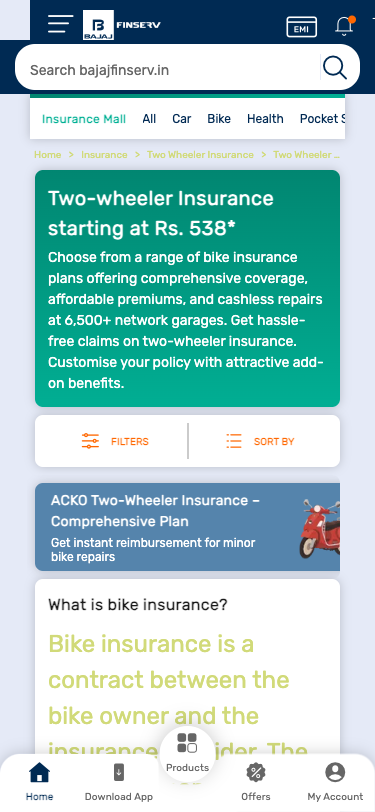 BAJAJ
FINSERV
EMI
Search bajajfinserv.in
Insurance Mall All Car Bike Health Pocket S
Home > Insurance > Two Wheeler Insurance > Two Wheeler ...
Two-wheeler Insurance
starting at Rs. 538*
Choose from a range of bike insurance
plans offering comprehensive coverage,
affordable premiums, and cashless repairs
at 6,500+ network garages. Get hassle-
free claims on two-wheeler insurance.
Customise your policy with attractive add-
on benefits.
FILTERS SORT BY
ACKO Two-Wheeler Insurance –
Comprehensive Plan
Get instant reimbursement for minor
bike repairs
What is bike insurance?
Bike insurance is a
contract between the
bike owner and the
The
Products
Home Download App Offers My Account